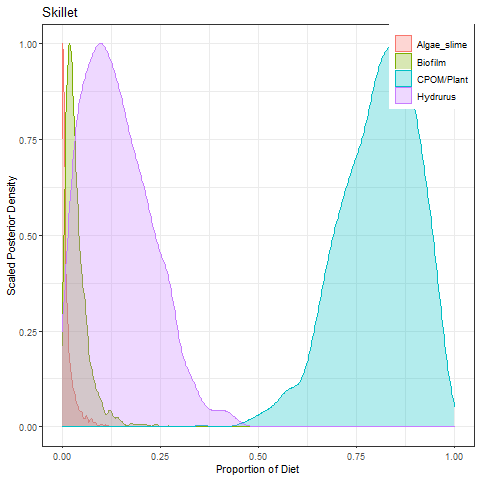 Skillet
Algae_slime
Biofilm
CPOM/Plant
Hydrurus
1.00
0.75
0.50
0.25
0.00
Scaled Posterior Density
0.00 0.25 0.50 0.75 1.00
Proportion of Diet